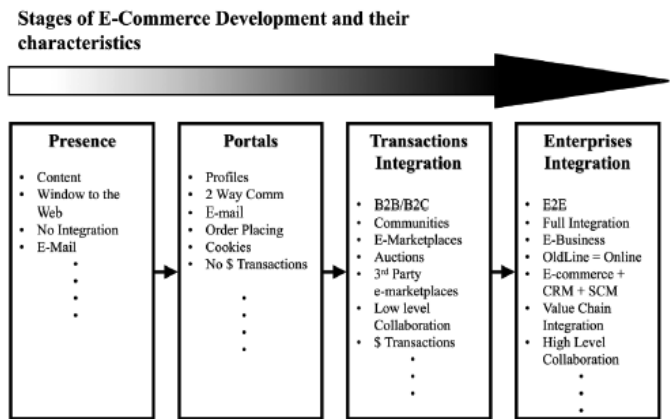 Stages of E-Commerce Development and their
characteristics
Presence
• Content
• Window to the
Web
• No Integration
• E-Mail
Portals
• Profiles
• 2 Way Comm
• E-mail
• Order Placing
• Cookies
• No $ Transactions
Transactions
Integration
• B2B/B2C
• Communities
• E-Marketplaces
• Auctions
• 3rd Party
e-marketplaces
• Low level
Collaboration
• $ Transactions
Enterprises
Integration
• E2E
• Full Integration
• E-Business
• OldLine = Online
• E-commerce +
CRM + SCM
• Value Chain
Integration
• High Level
Collaboration